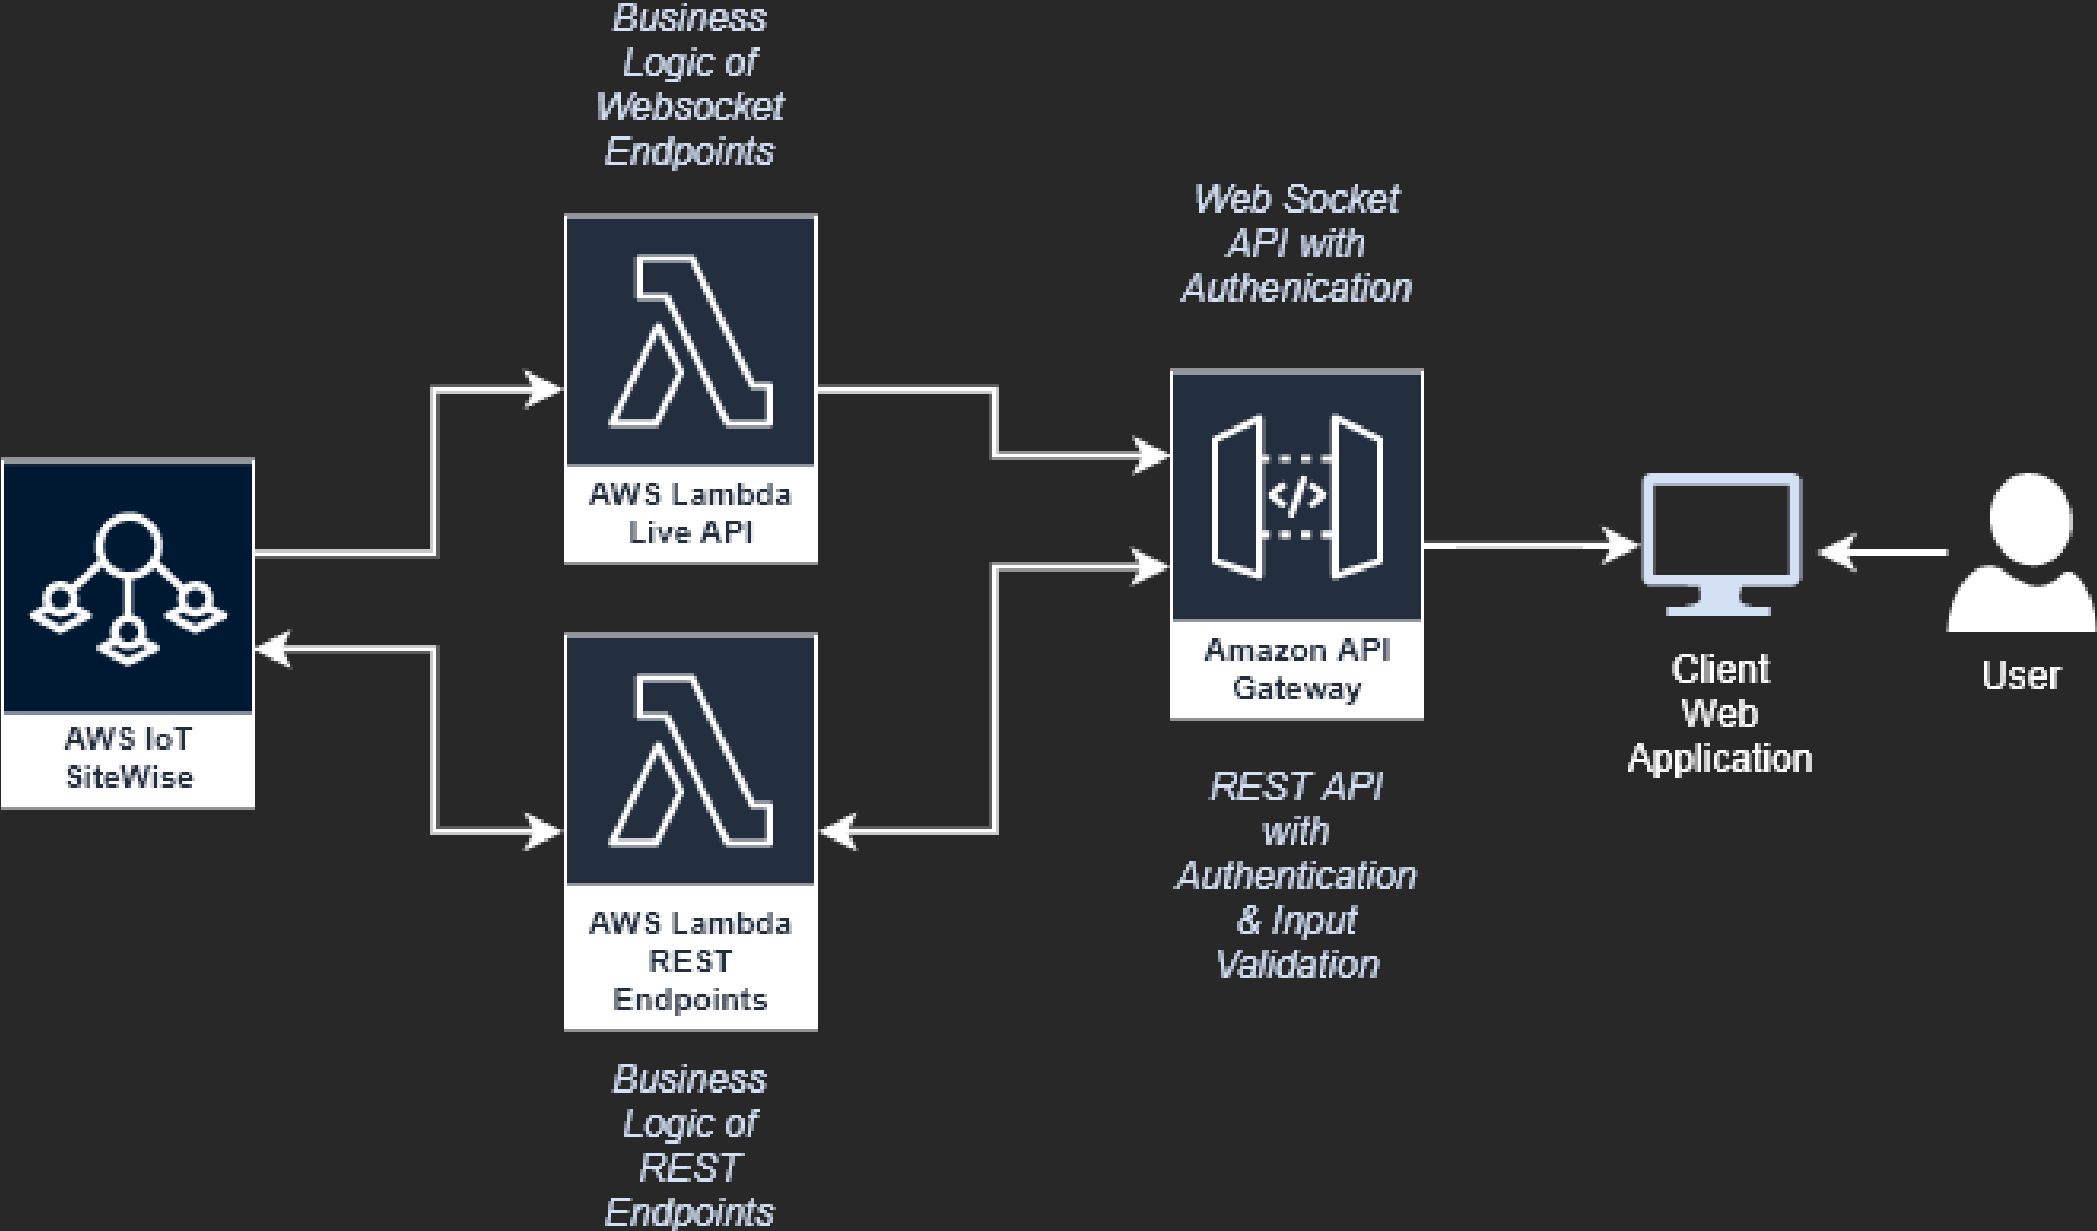 Business
Logic of
Websocket
Endpoints
Web Socket
API with
Authenication
AWS Lambda
Live API
AWS IoT
SiteWise
Amazon API
Gateway
Client
Web
Application
User
REST API
with
Authentication
& Input
Validation
AWS Lambda
REST
Endpoints
Business
Logic of
REST
Endpoints